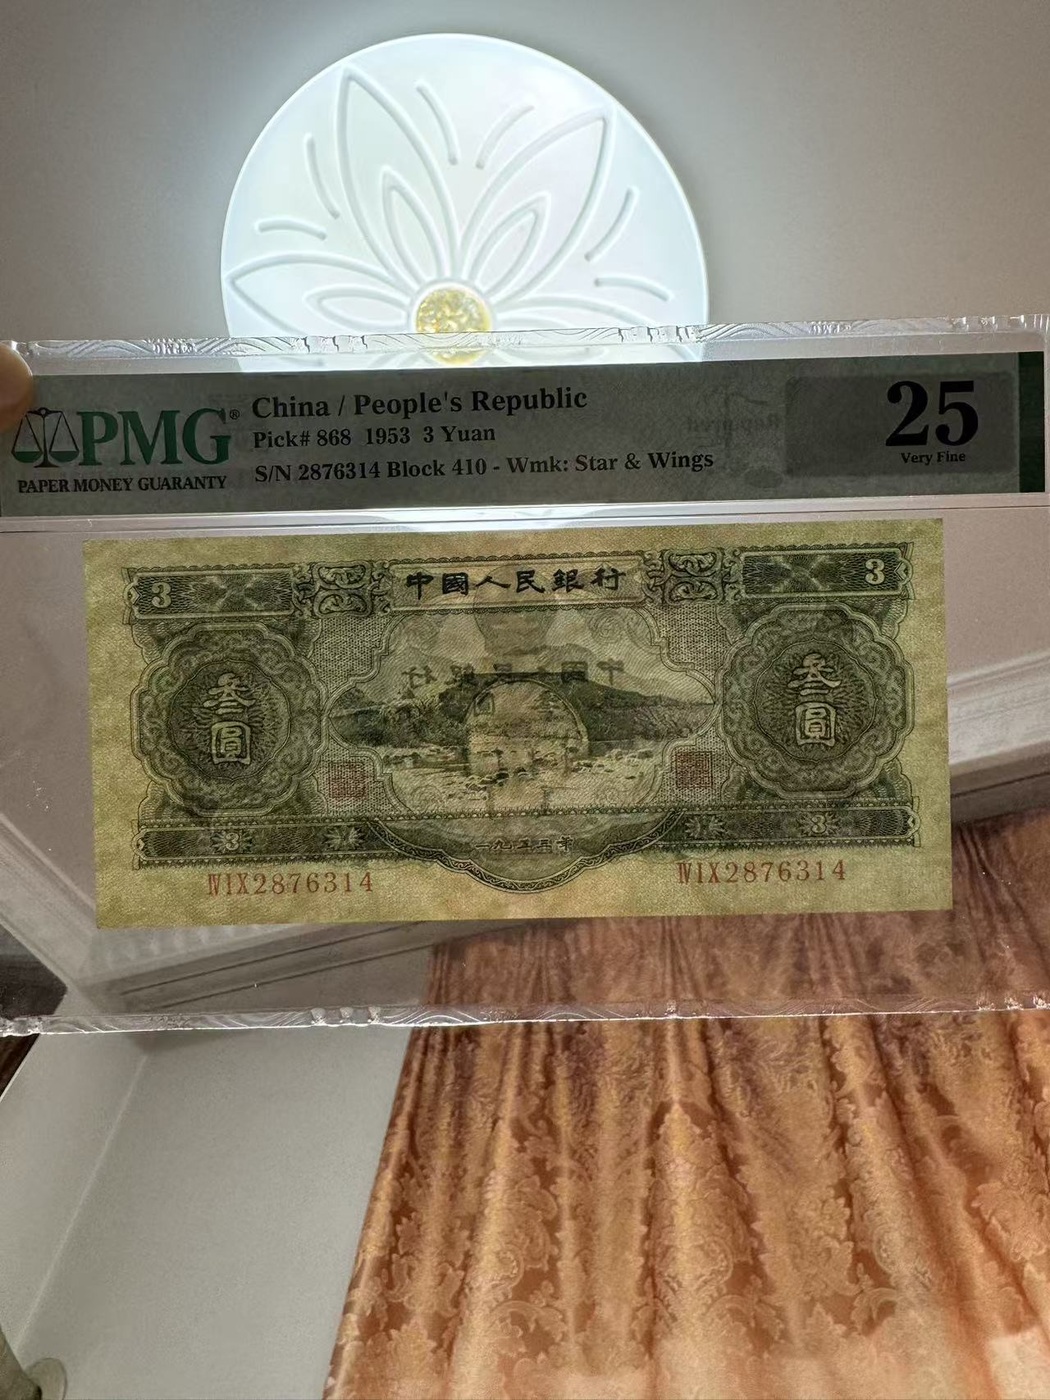 PMG®
PAPER MONEY GUARANTY
China / People's Republic
Pick# 868 1953 3 Yuan
S/N 2876314 Block 410 - Wmk: Star & Wings
25
Very Fine
3
中國人民銀行
3
叁圓
叁圓
3
3
一九五三年
ⅣⅠⅩ2876314
ⅣⅠⅩ2876314